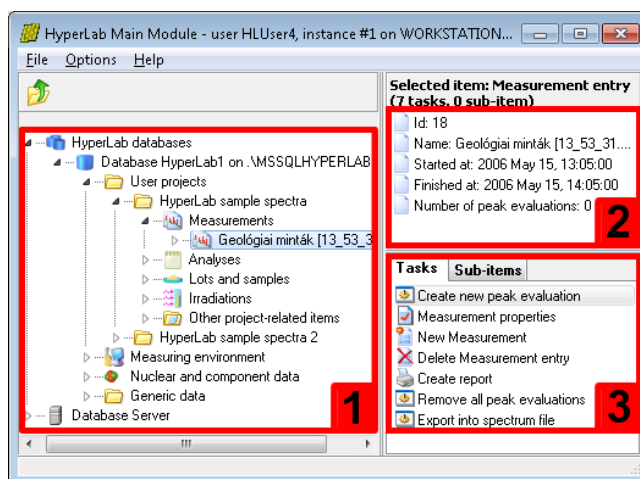 HyperLab Main Module - user HLUser4, instance #1 on WORKSTATION...
File Options Help
Selected item: Measurement entry
(7 tasks, 0 sub-item)
HyperLab databases
Database HyperLab1 on .\MSSQLHYPERLAB
User projects
HyperLab sample spectra
Measurements
Geológiai minták [13_53_3
Analyses
Lots and samples
Irradiations
Other project-related items
HyperLab sample spectra 2
Measuring environment
Nuclear and component data
Generic data
Database Server
1
Id: 18
Name: Geológiai minták [13_53_31....
Started at: 2006 May 15, 13:05:00
Finished at: 2006 May 15, 14:05:00
Number of peak evaluations: 0
2
Tasks Sub-items
Create new peak evaluation
Measurement properties
New Measurement
Delete Measurement entry
Create report
Remove all peak evaluations
Export into spectrum file
3